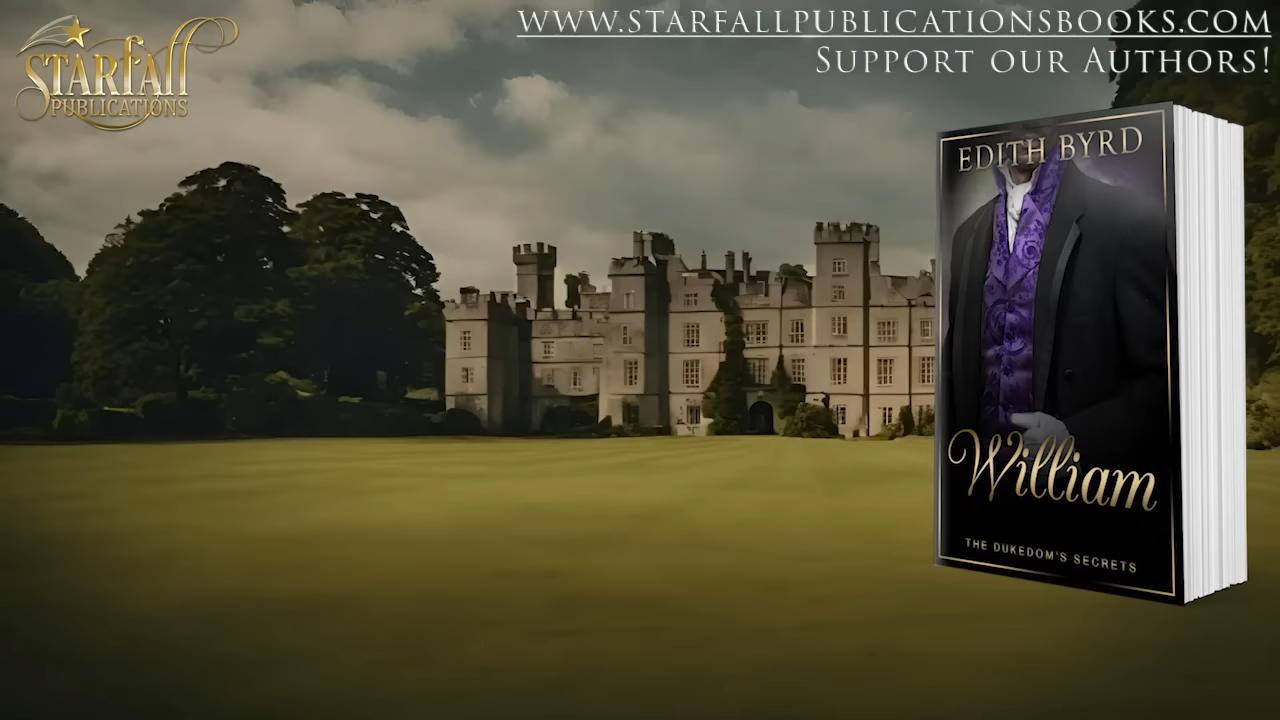 STARfall
PUBLICATIONS
WWW.STARFALLPUBLICATIONSBOOKS.COM
SUPPORT OUR AUTHORS!
EDITH BYRD
William
THE DUKEDOM'S SECRETS